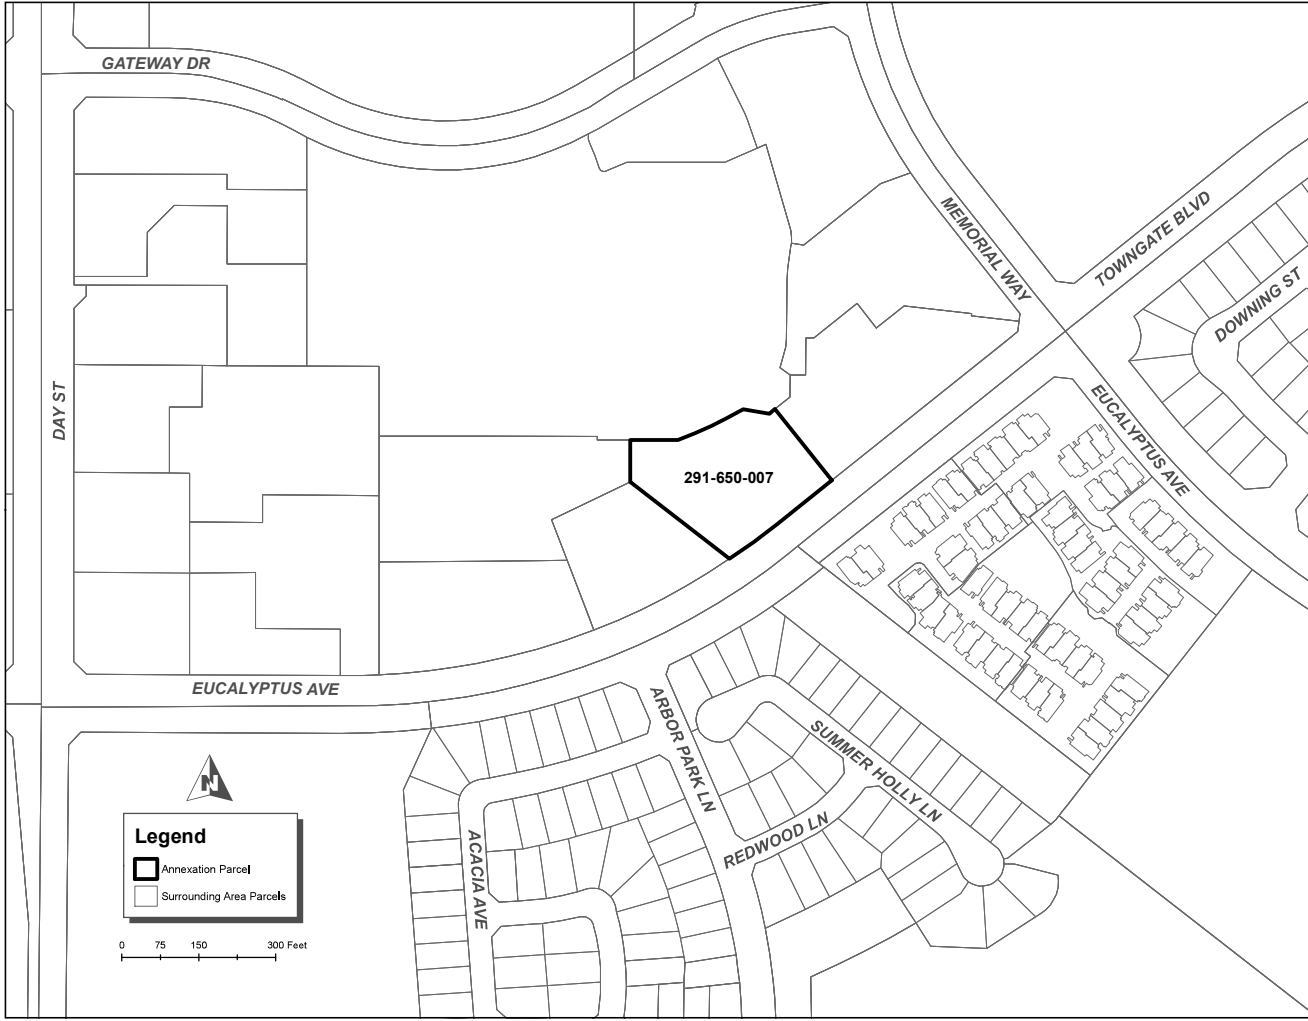 GATEWAY DR
MEMORIAL WAY
TOWNGATE BLVD
DOWNING ST
DAY ST
EUCALYPTUS AVE
291-650-007
EUCALYPTUS AVE
ARBOR PARK LN
SUMMER HOLLY LN
REDWOOD LN
ACACIA AVE
N
Legend
Annexation Parcel
Surrounding Area Parcels
0 75 150 300 Feet